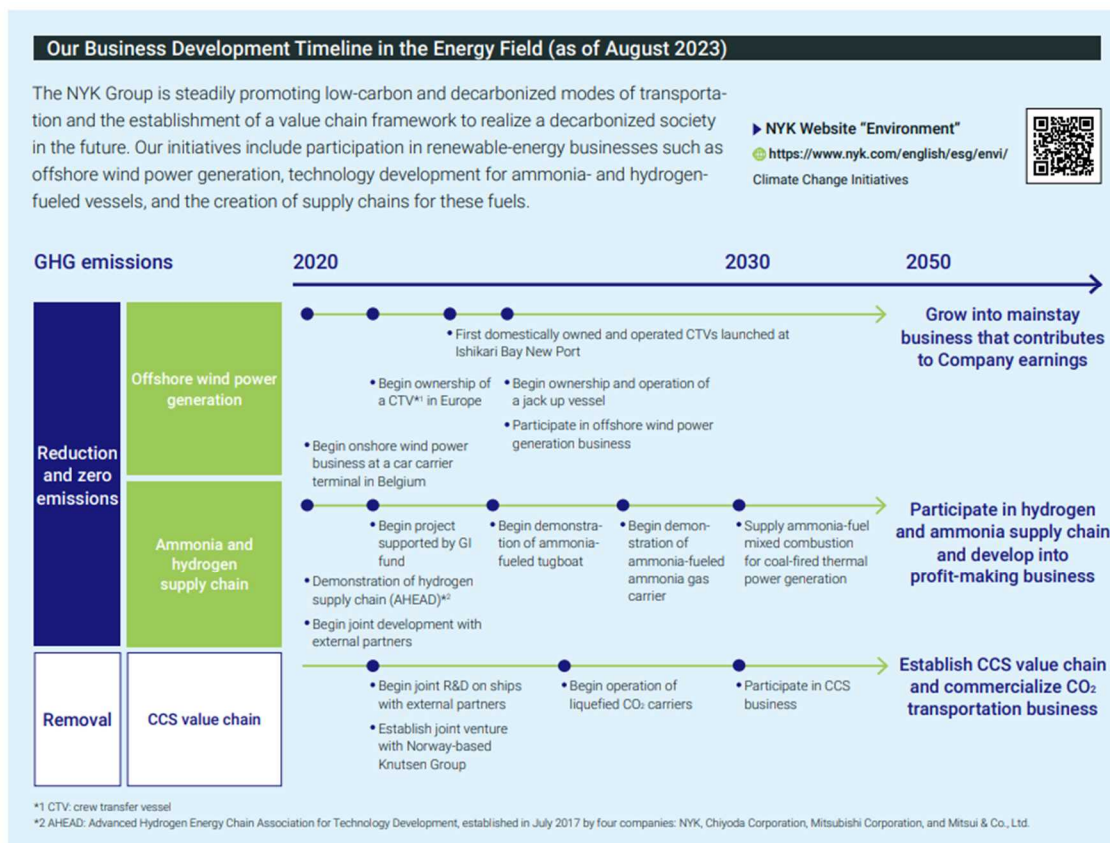 Our Business Development Timeline in the Energy Field (as of August 2023)
The NYK Group is steadily promoting low-carbon and decarbonized modes of transporta-
tion and the establishment of a value chain framework to realize a decarbonized society
in the future. Our initiatives include participation in renewable-energy businesses such as
offshore wind power generation, technology development for ammonia- and hydrogen-
fueled vessels, and the creation of supply chains for these fuels.
NYK Website “Environment”
https://www.nyk.com/english/esg/envi/
Climate Change Initiatives
GHG emissions
2020
2030
2050
Reduction
and zero
emissions
Offshore wind power
generation
• First domestically owned and operated CTVs launched at
Ishikari Bay New Port
• Begin ownership of
a CTV*1 in Europe
• Begin ownership and operation of
a jack up vessel
• Participate in offshore wind power
generation business
• Begin onshore wind power
business at a car carrier
terminal in Belgium
Grow into mainstay
business that contributes
to Company earnings
Ammonia and
hydrogen
supply chain
• Begin project
supported by GI
fund
• Demonstration of hydrogen
supply chain (AHEAD)*2
• Begin joint development with
external partners
• Begin demonstra-
tion of ammonia-
fueled tugboat
• Begin demon-
stration of
ammonia-fueled
ammonia gas
carrier
• Supply ammonia-fuel
mixed combustion
for coal-fired thermal
power generation
Participate in hydrogen
and ammonia supply chain
and develop into
profit-making business
Removal
CCS value chain
• Begin joint R&D on ships
with external partners
• Establish joint venture
with Norway-based
Knutsen Group
• Begin operation of
liquefied CO₂ carriers
• Participate in CCS
business
Establish CCS value chain
and commercialize CO₂
transportation business
*1 CTV: crew transfer vessel
*2 AHEAD: Advanced Hydrogen Energy Chain Association for Technology Development, established in July 2017 by four companies: NYK, Chiyoda Corporation, Mitsubishi Corporation, and Mitsui & Co., Ltd.